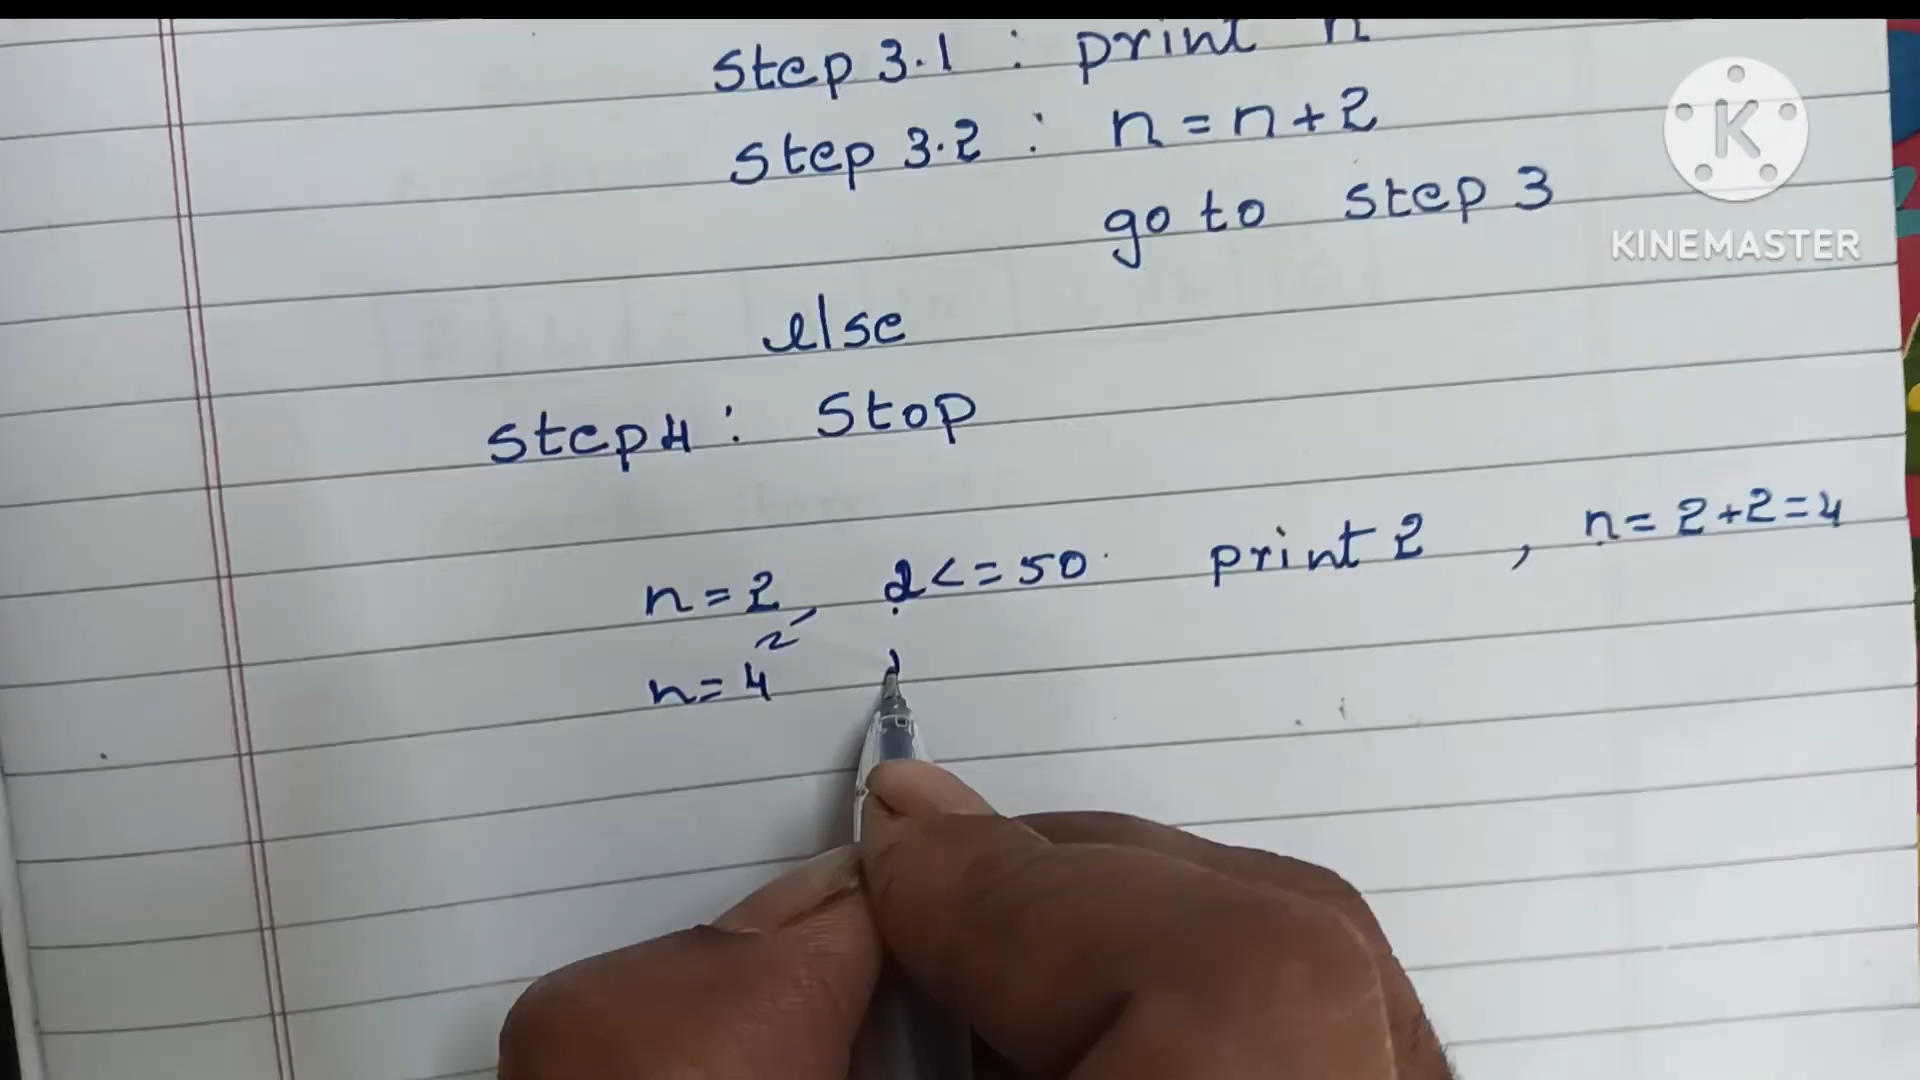 Step 3.1 : print n
Step 3.2 : n = n + 2
go to step 3
else
Step 4 : Stop
n = 2, 2 <= 50 print 2 , n = 2 + 2 = 4
n = 4
KINEMASTER